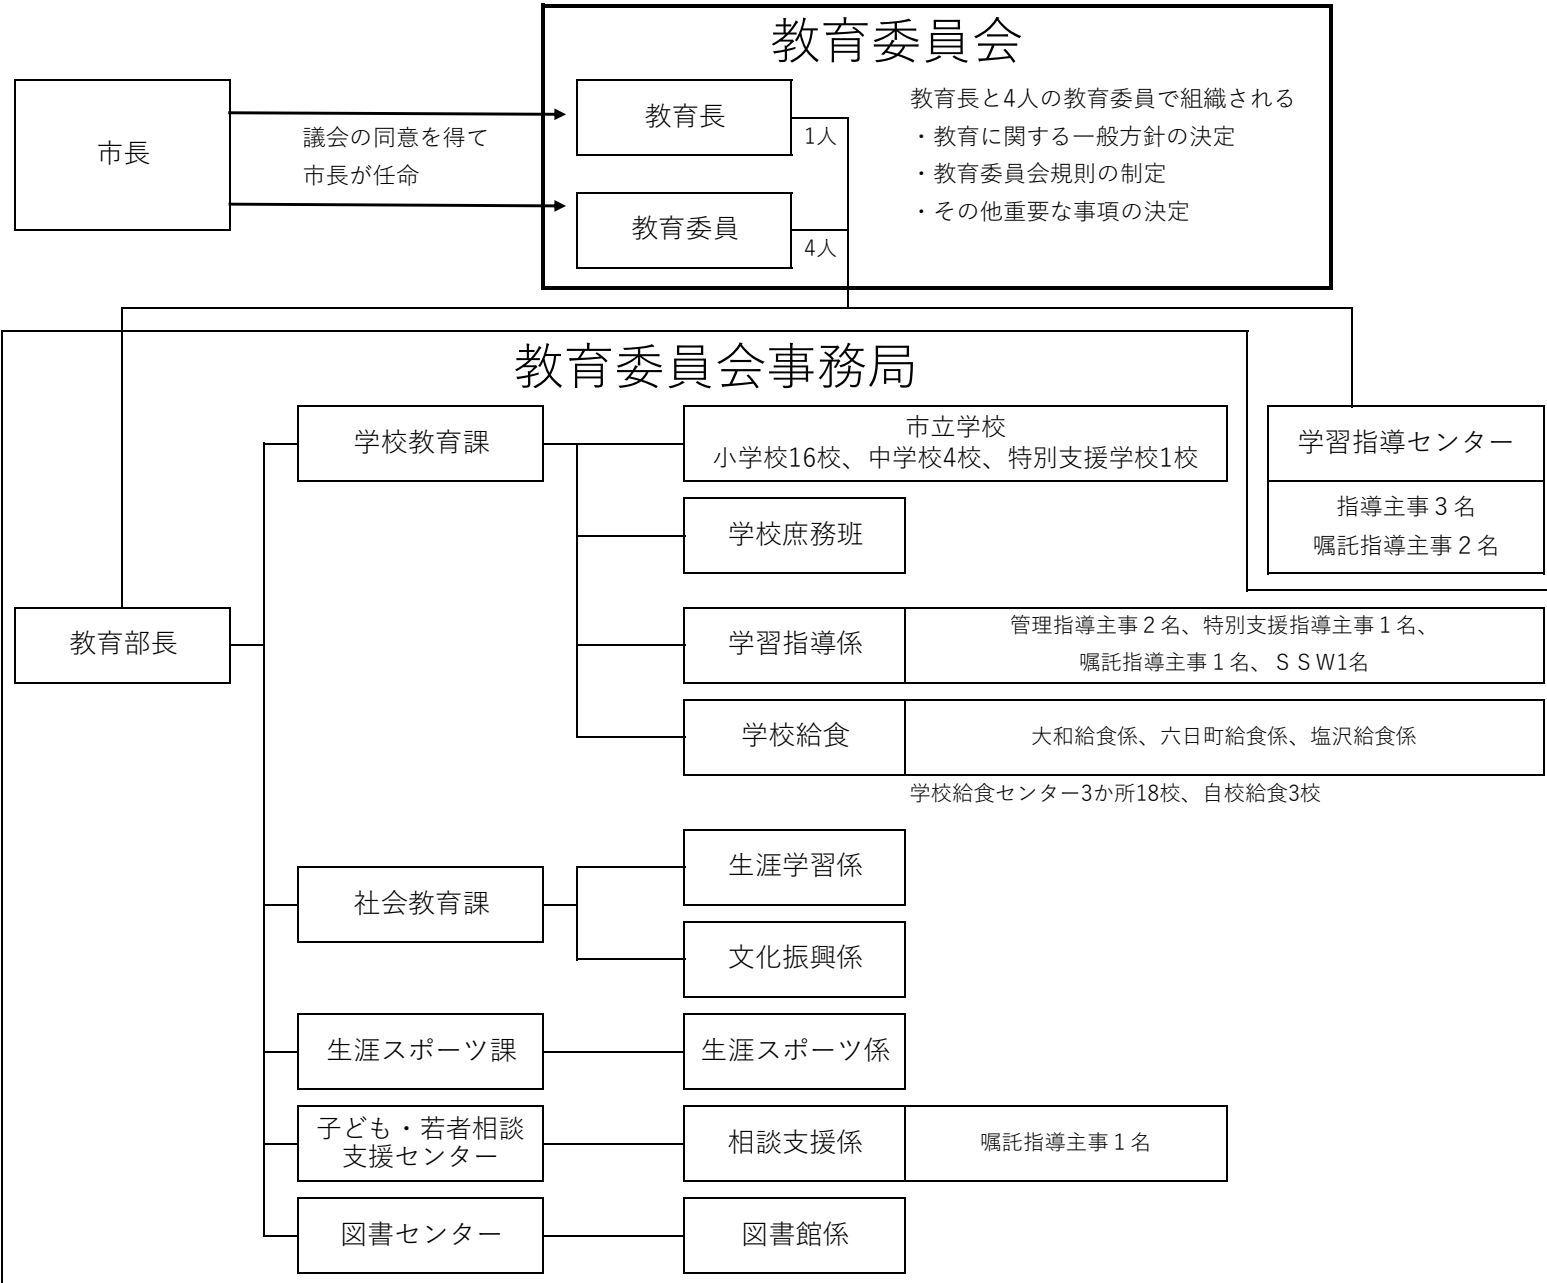 教育委員会
市長
議会の同意を得て
市長が任命
教育長
1人
教育委員
4人
教育長と4人の教育委員で組織される
・教育に関する一般方針の決定
・教育委員会規則の制定
・その他重要な事項の決定
教育委員会事務局
学校教育課
市立学校
小学校16校、中学校4校、特別支援学校1校
学習指導センター
指導主事３名
嘱託指導主事２名
学校庶務班
教育部長
学習指導係
管理指導主事２名、特別支援指導主事１名、
嘱託指導主事１名、ＳＳＷ1名
学校給食
大和給食係、六日町給食係、塩沢給食係
学校給食センター3か所18校、自校給食3校
社会教育課
生涯学習係
文化振興係
生涯スポーツ課
生涯スポーツ係
子ども・若者相談
支援センター
相談支援係
嘱託指導主事１名
図書センター
図書館係